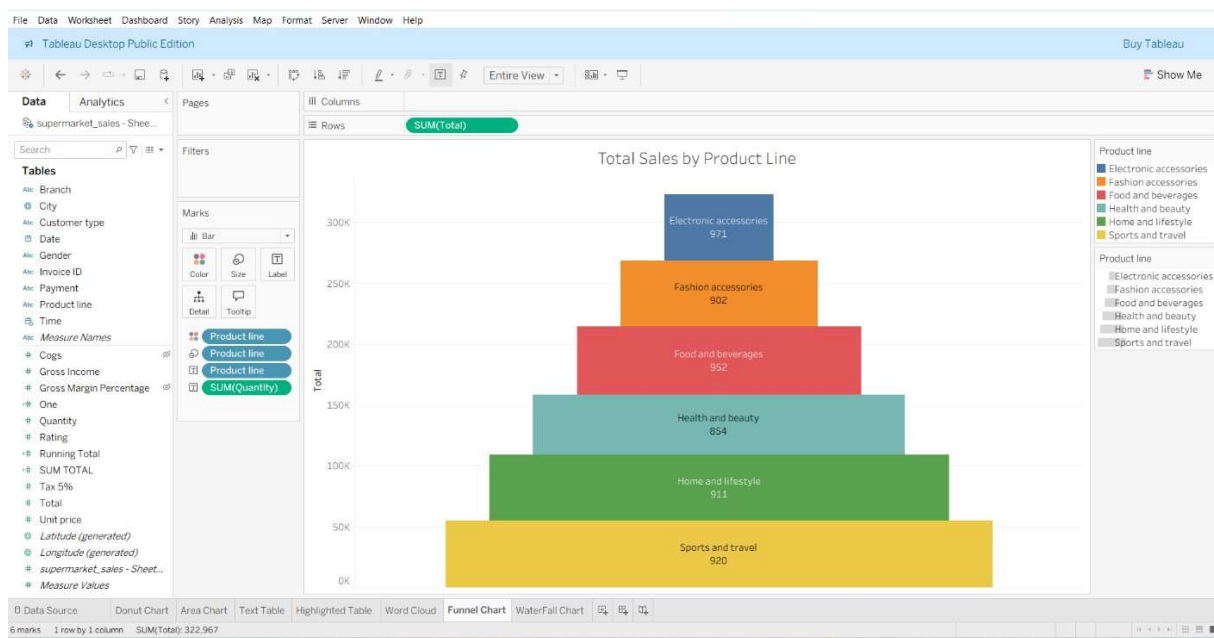 File Data Worksheet Dashboard Story Analysis Map Format Server Window Help
Tableau Desktop Public Edition
Buy Tableau
Entire View
Show Me
Data Analytics
supermarket_sales - Shee...
Search
Tables
Abc Branch
City
Abc Customer type
Date
Abc Gender
Abc Invoice ID
Abc Payment
Abc Product line
Time
Abc Measure Names
# Cogs
# Gross Income
# Gross Margin Percentage
# One
# Quantity
# Rating
# Running Total
# SUM TOTAL
# Tax 5%
# Total
# Unit price
Latitude (generated)
Longitude (generated)
# supermarket_sales - Sheet...
# Measure Values
Pages
Filters
Marks
Bar
Color Size Label
Detail Tooltip
Product line
Product line
Product line
SUM(Quantity)
Columns
Rows SUM(Total)
Total Sales by Product Line
Total
300K
250K
200K
150K
100K
50K
0K
Electronic accessories
971
Fashion accessories
902
Food and beverages
952
Health and beauty
854
Home and lifestyle
911
Sports and travel
920
Product line
Electronic accessories
Fashion accessories
Food and beverages
Health and beauty
Home and lifestyle
Sports and travel
Product line
Electronic accessories
Fashion accessories
Food and beverages
Health and beauty
Home and lifestyle
Sports and travel
Data Source Donut Chart Area Chart Text Table Highlighted Table Word Cloud Funnel Chart WaterFall Chart
6 marks 1 row by 1 column SUM(Total): 322,967